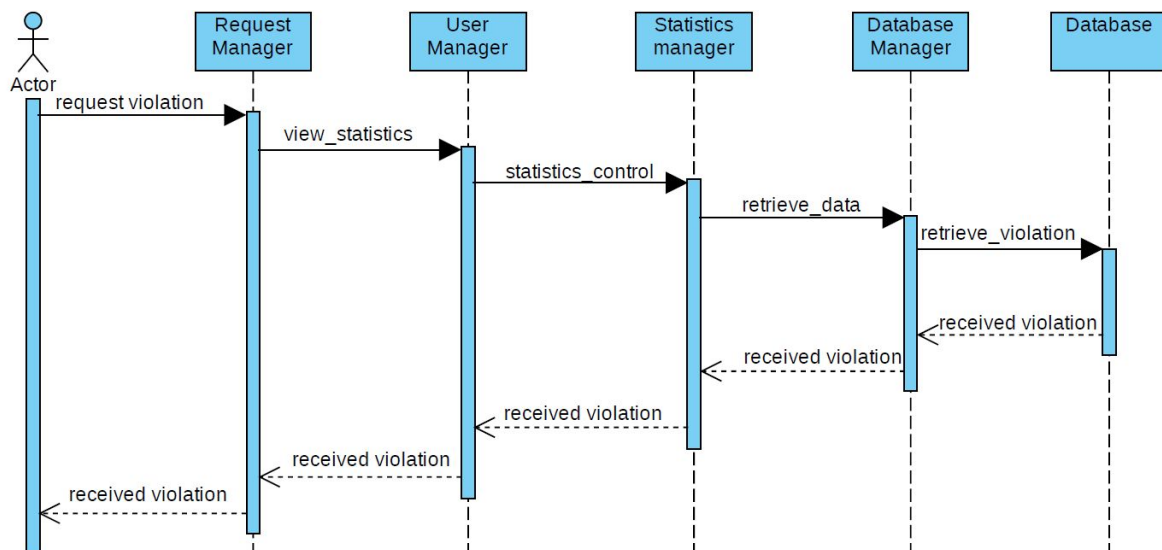 Request
Manager
User
Manager
Statistics
manager
Database
Manager
Database
Actor
request violation
view_statistics
statistics_control
retrieve_data
retrieve_violation
received violation
received violation
received violation
received violation
received violation